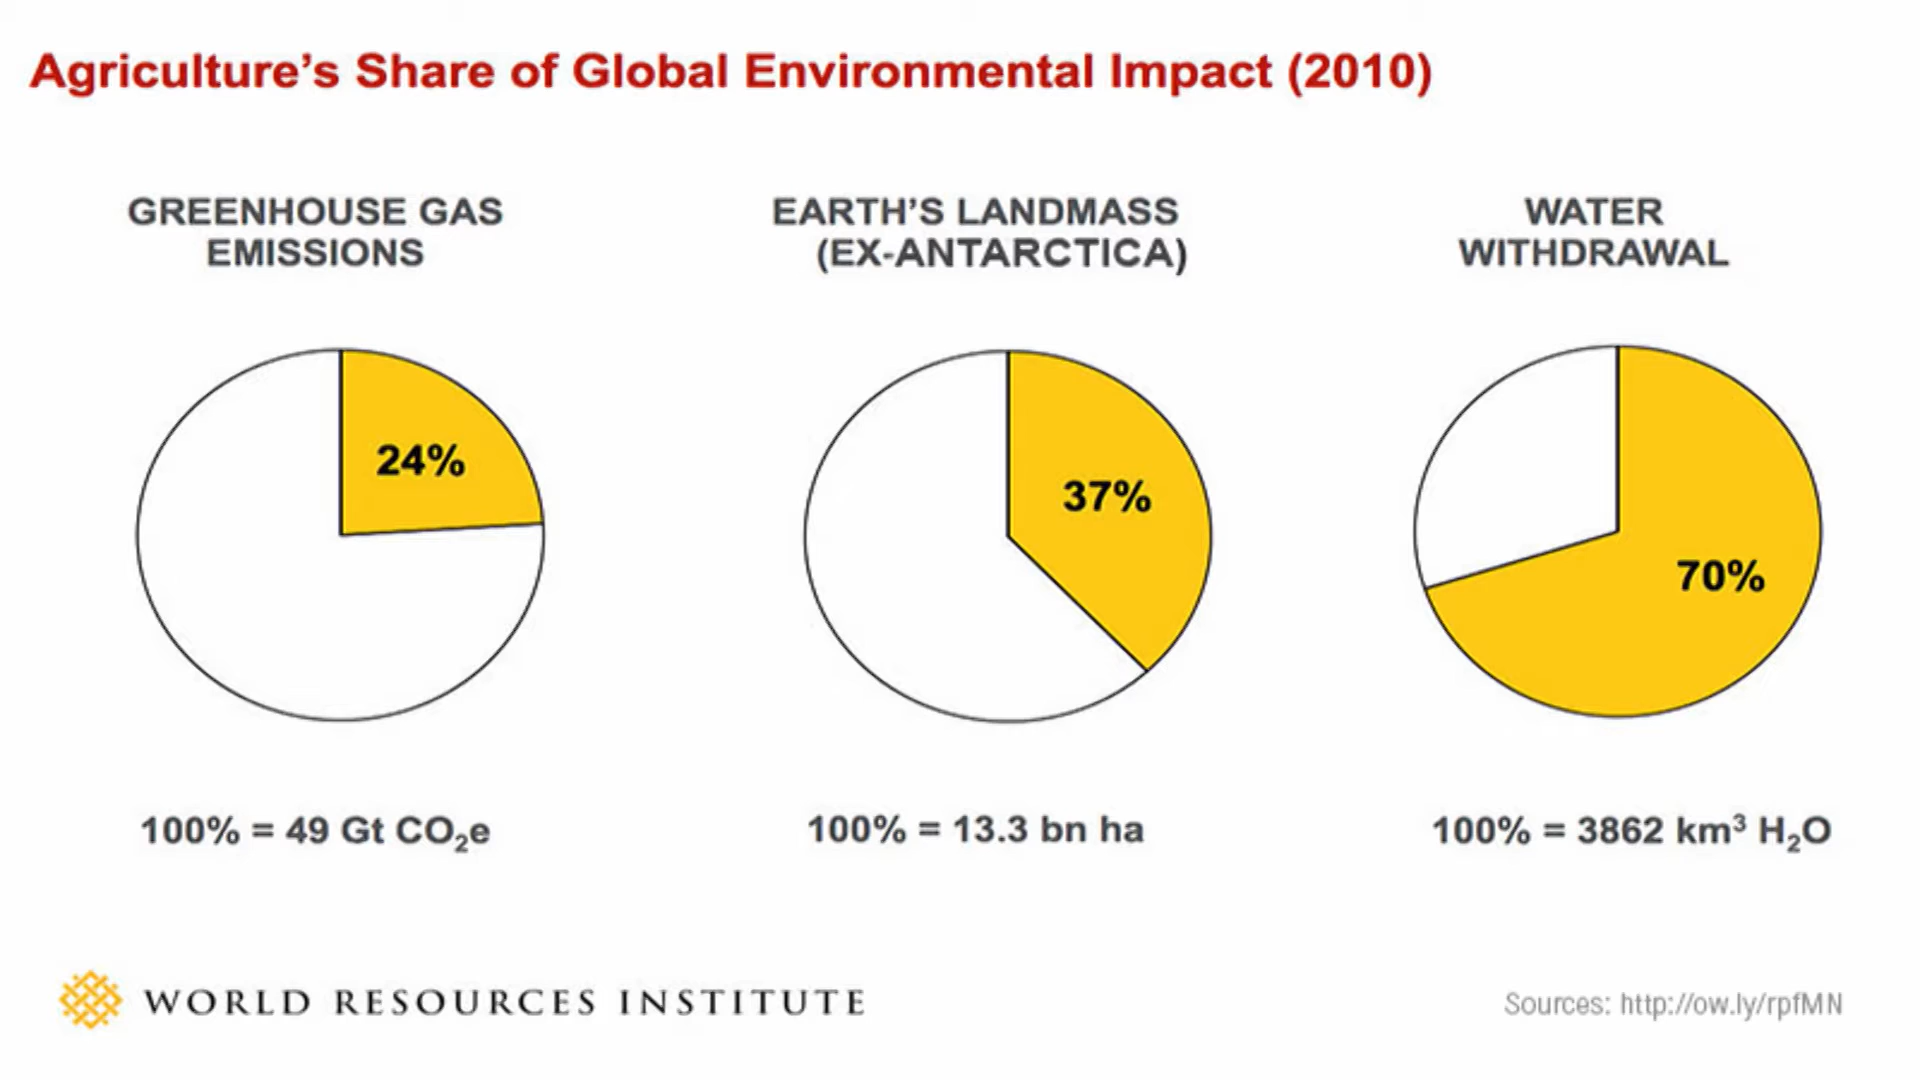 Agriculture’s Share of Global Environmental Impact (2010)
GREENHOUSE GAS
EMISSIONS
24%
100% = 49 Gt CO₂e
EARTH’S LANDMASS
(EX-ANTARCTICA)
37%
100% = 13.3 bn ha
WATER
WITHDRAWAL
70%
100% = 3862 km³ H₂O
WORLD RESOURCES INSTITUTE
Sources: http://ow.ly/rpfMN